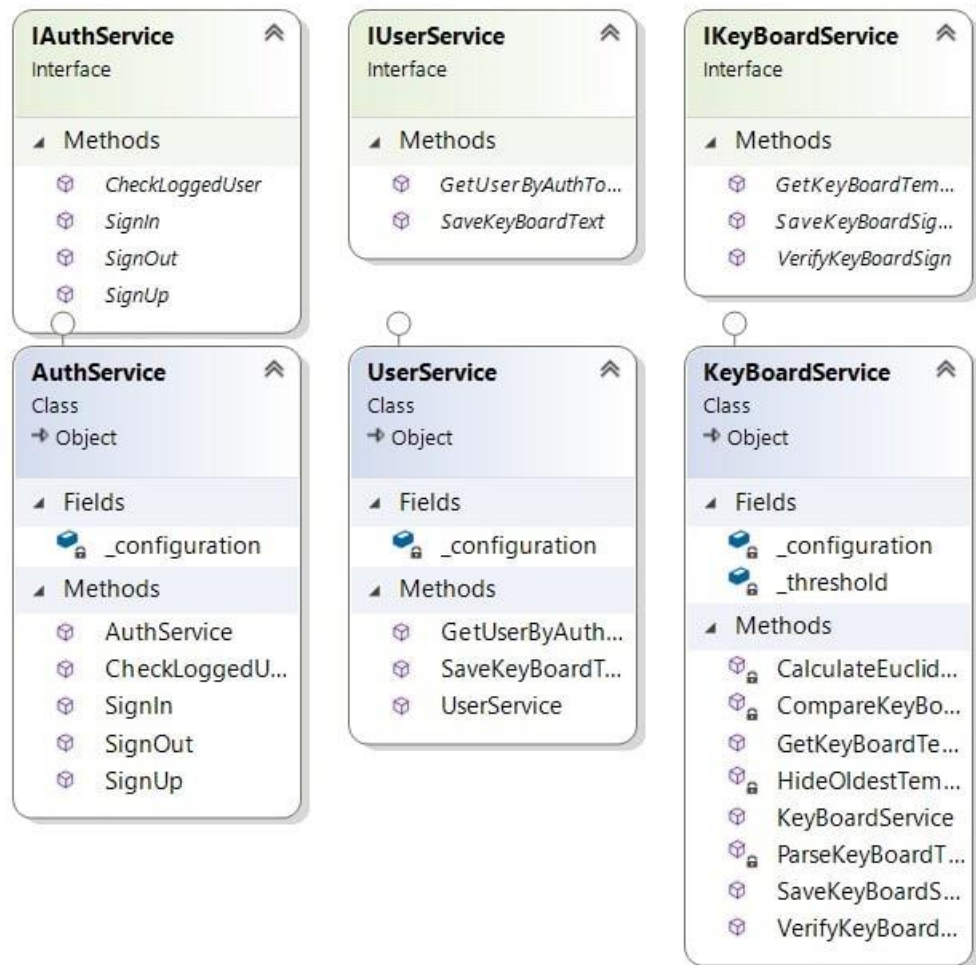 IAuthService
Interface
Methods
CheckLoggedUser
SignIn
SignOut
SignUp
IUserService
Interface
Methods
GetUserByAuthTo...
SaveKeyBoardText
IKeyBoardService
Interface
Methods
GetKeyBoardTem...
SaveKeyBoardSig...
VerifyKeyBoardSign
AuthService
Class
Object
Fields
_configuration
Methods
AuthService
CheckLoggedU...
SignIn
SignOut
SignUp
UserService
Class
Object
Fields
_configuration
Methods
GetUserByAuth...
SaveKeyBoardT...
UserService
KeyBoardService
Class
Object
Fields
_configuration
_threshold
Methods
CalculateEuclid...
CompareKeyBo...
GetKeyBoardTe...
HideOldestTem...
KeyBoardService
ParseKeyBoardT...
SaveKeyBoardS...
VerifyKeyBoard...